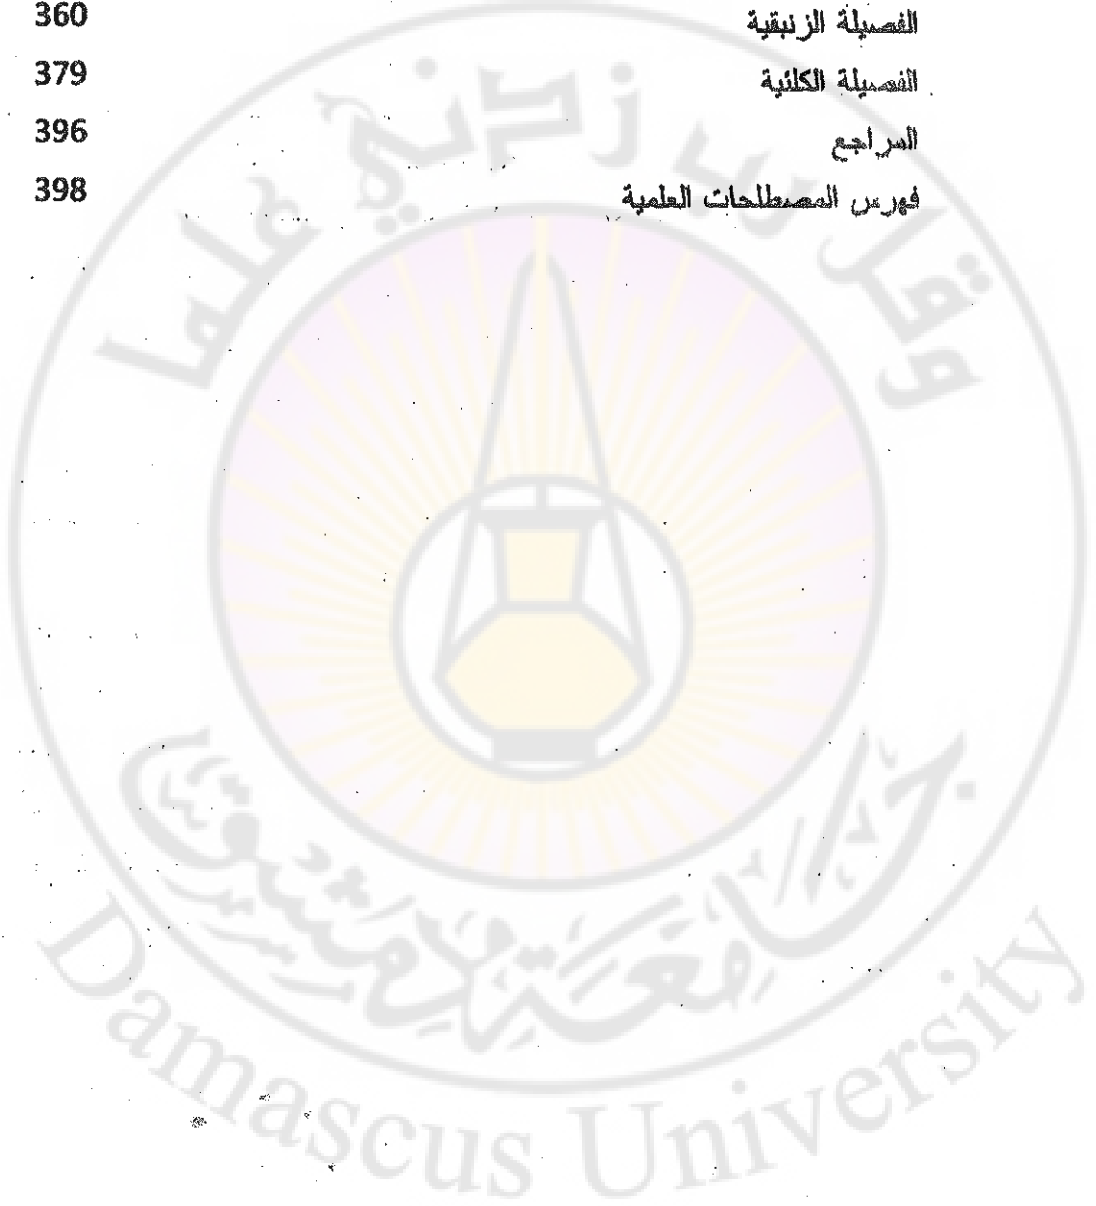 الفصيلة الزنبقية 360
الفصيلة الكلئية 379
المراجع 396
فهرس المصطلحات العلمية 398
وقل رب زدني علما
جامعة دمشق
Damascus University